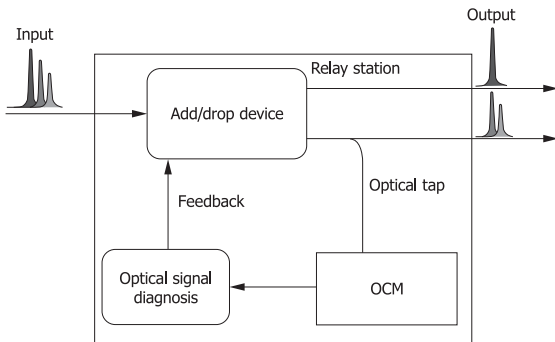 Input
Output
Relay station
Add/drop device
Optical tap
Feedback
Optical signal
diagnosis
OCM